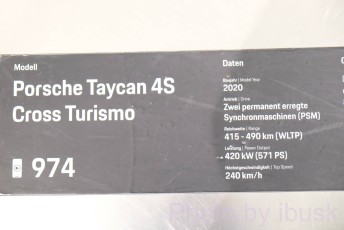 Modell
Porsche Taycan 4S
Cross Turismo
974
Daten
Baujahr / Model Year
2020
Antrieb / Drive
Zwei permanent erregte
Synchronmaschinen (PSM)
Reichweite / Range
415 - 490 km (WLTP)
Leistung / Power Output
420 kW (571 PS)
Höchstgeschwindigkeit / Top Speed
240 km/h
by ibusk